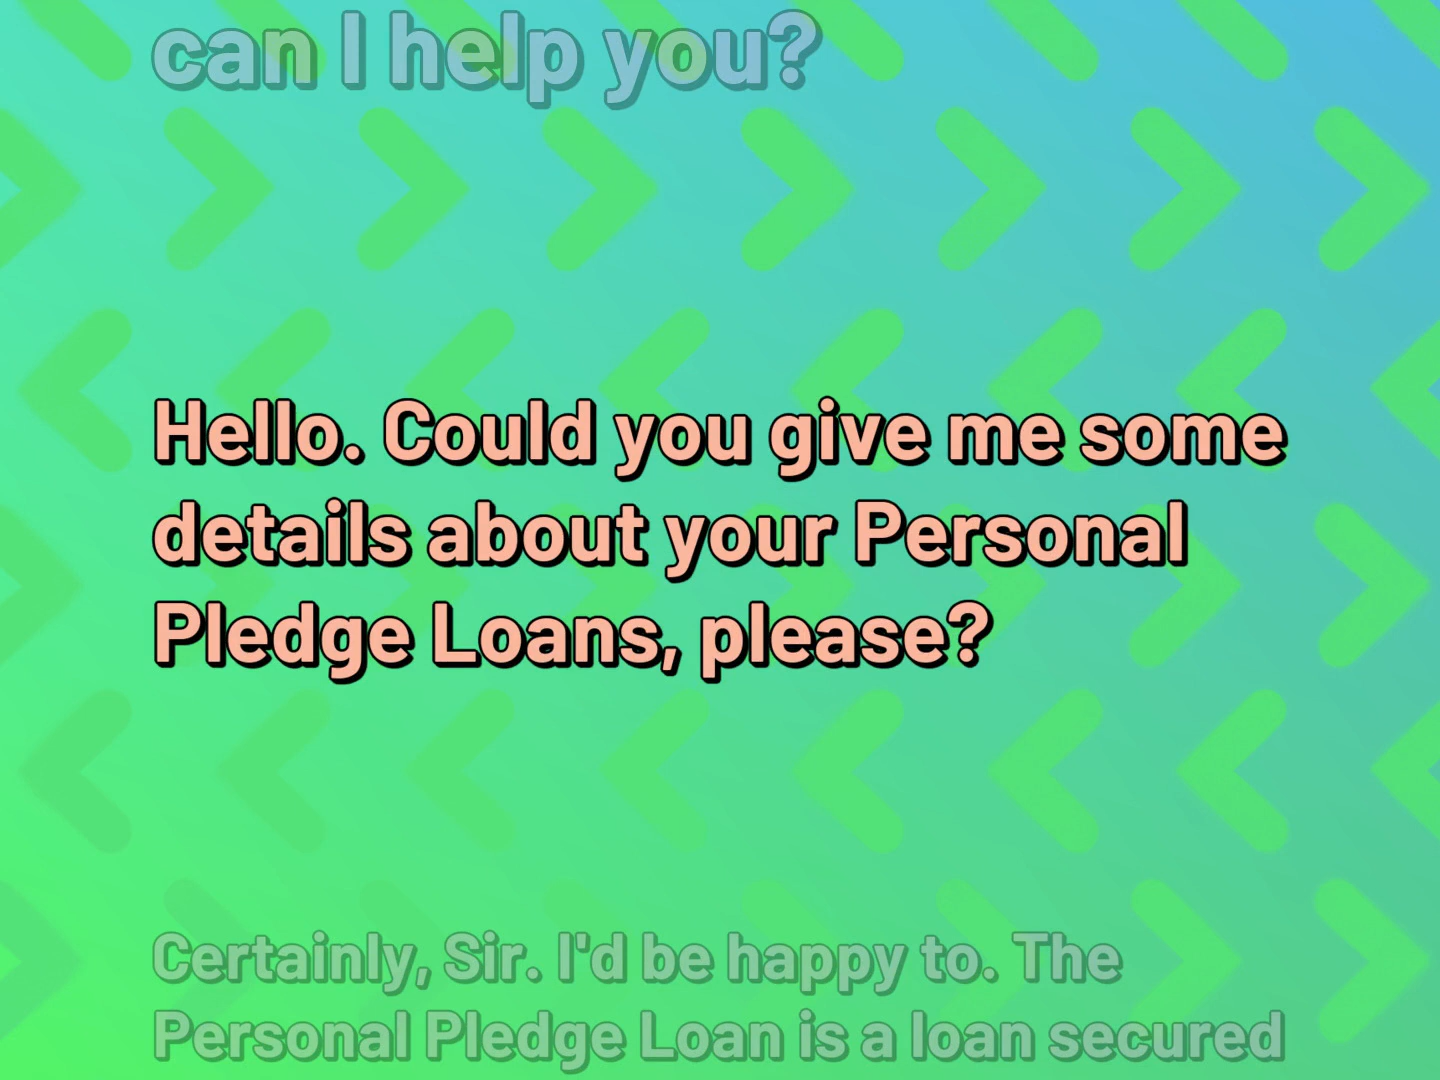 can I help you?
Hello. Could you give me some
details about your Personal
Pledge Loans, please?
Certainly, Sir. I'd be happy to. The
Personal Pledge Loan is a loan secured